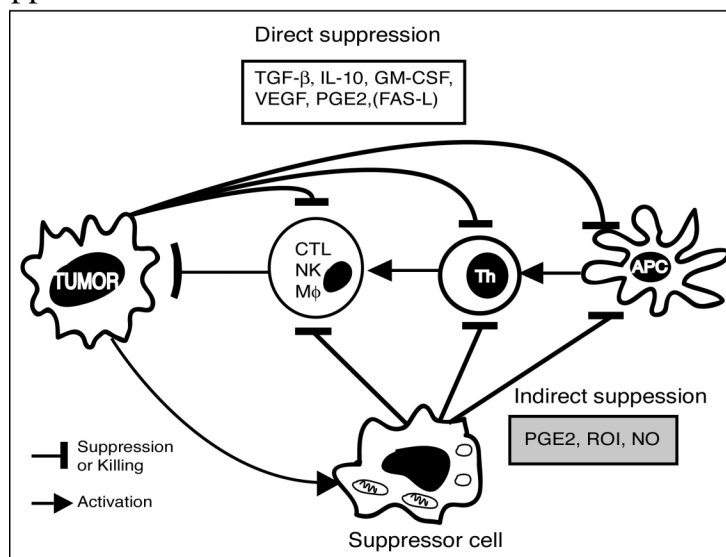 Direct suppression
TGF-β, IL-10, GM-CSF,
VEGF, PGE2,(FAS-L)
TUMOR
CTL
NK
Mϕ
Th
APC
Indirect suppession
PGE2, ROI, NO
Suppression
or Killing
Activation
Suppressor cell